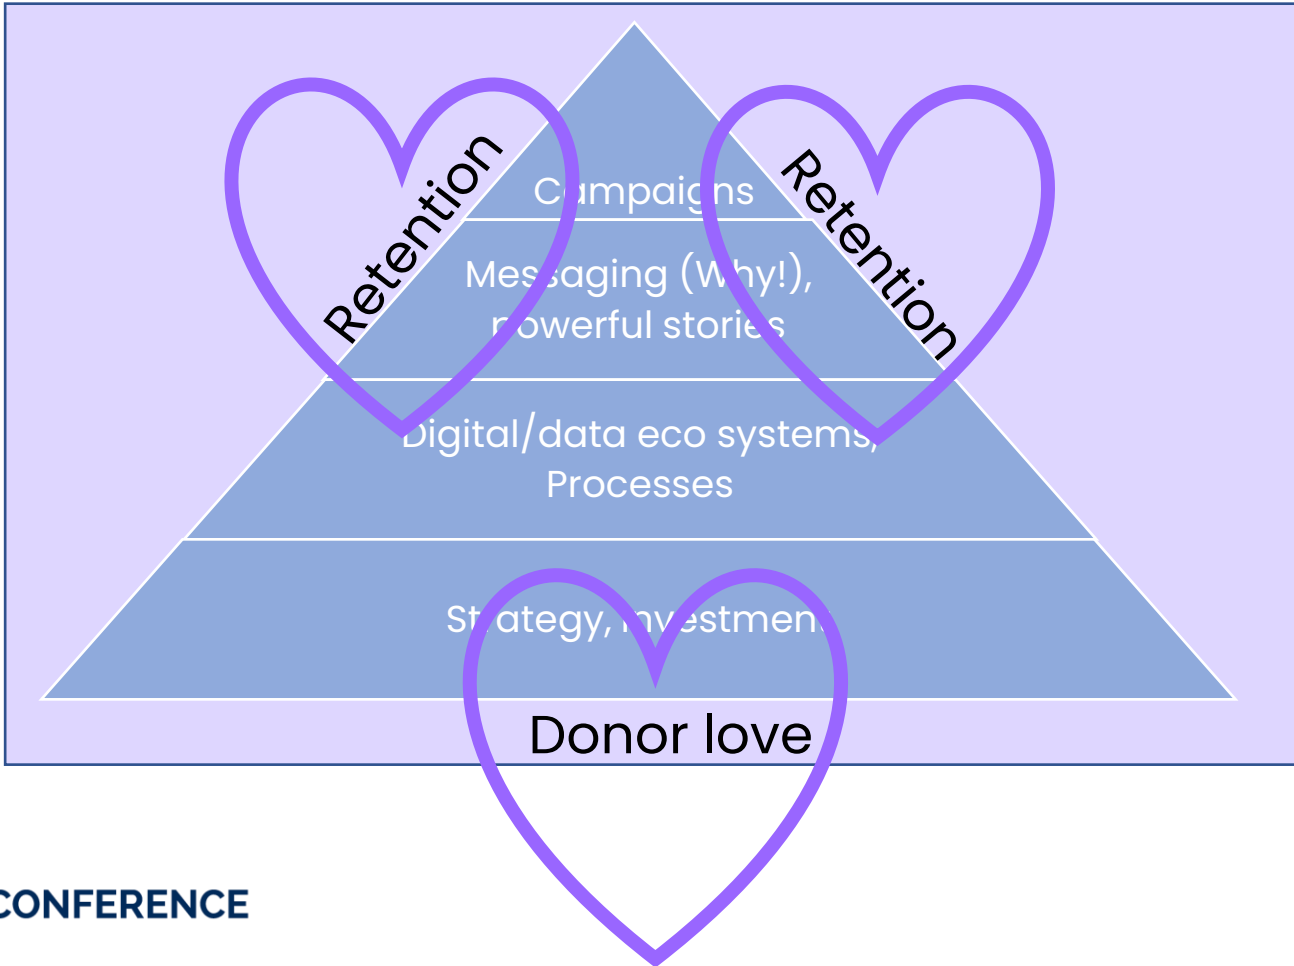 Retention
Retention
Campaigns
Messaging (Why!),
powerful stories
Digital/data eco systems,
Processes
Strategy, Investment
Donor love
CONFERENCE